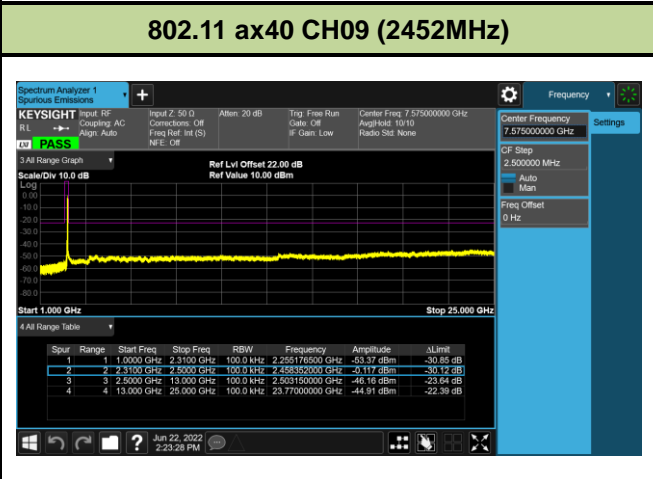 802.11 ax40 CH09 (2452MHz)
Spectrum Analyzer 1
Spurious Emissions
+
Frequency
KEYSIGHT
RL
LXI
PASS
Input: RF
Coupling: AC
Align: Auto
Input Z: 50 Ω
Corrections: Off
Freq Ref: Int (S)
NFE: Off
Atten: 20 dB
Trig: Free Run
Gate: Off
IF Gain: Low
Center Freq: 7.575000000 GHz
Avg|Hold: 10/10
Radio Std: None
Center Frequency
7.575000000 GHz
Settings
CF Step
2.500000 MHz
Auto
Man
Freq Offset
0 Hz
3 All Range Graph
Scale/Div 10.0 dB
Ref Lvl Offset 22.00 dB
Ref Value 10.00 dBm
Log
0.00
-10.0
-20.0
-30.0
-40.0
-50.0
-60.0
-70.0
-80.0
Start 1.000 GHz Stop 25.000 GHz
4 All Range Table
Spur Range Start Freq Stop Freq RBW Frequency Amplitude ΔLimit
1 1 1.0000 GHz 2.3100 GHz 100.0 kHz 2.255176500 GHz -53.37 dBm -30.85 dB
2 2 2.3100 GHz 2.5000 GHz 100.0 kHz 2.458352000 GHz -0.117 dBm -30.12 dB
3 3 2.5000 GHz 13.000 GHz 100.0 kHz 2.503150000 GHz -46.16 dBm -23.64 dB
4 4 13.000 GHz 25.000 GHz 100.0 kHz 23.77000000 GHz -44.91 dBm -22.39 dB
?
Jun 22, 2022
2:23:28 PM